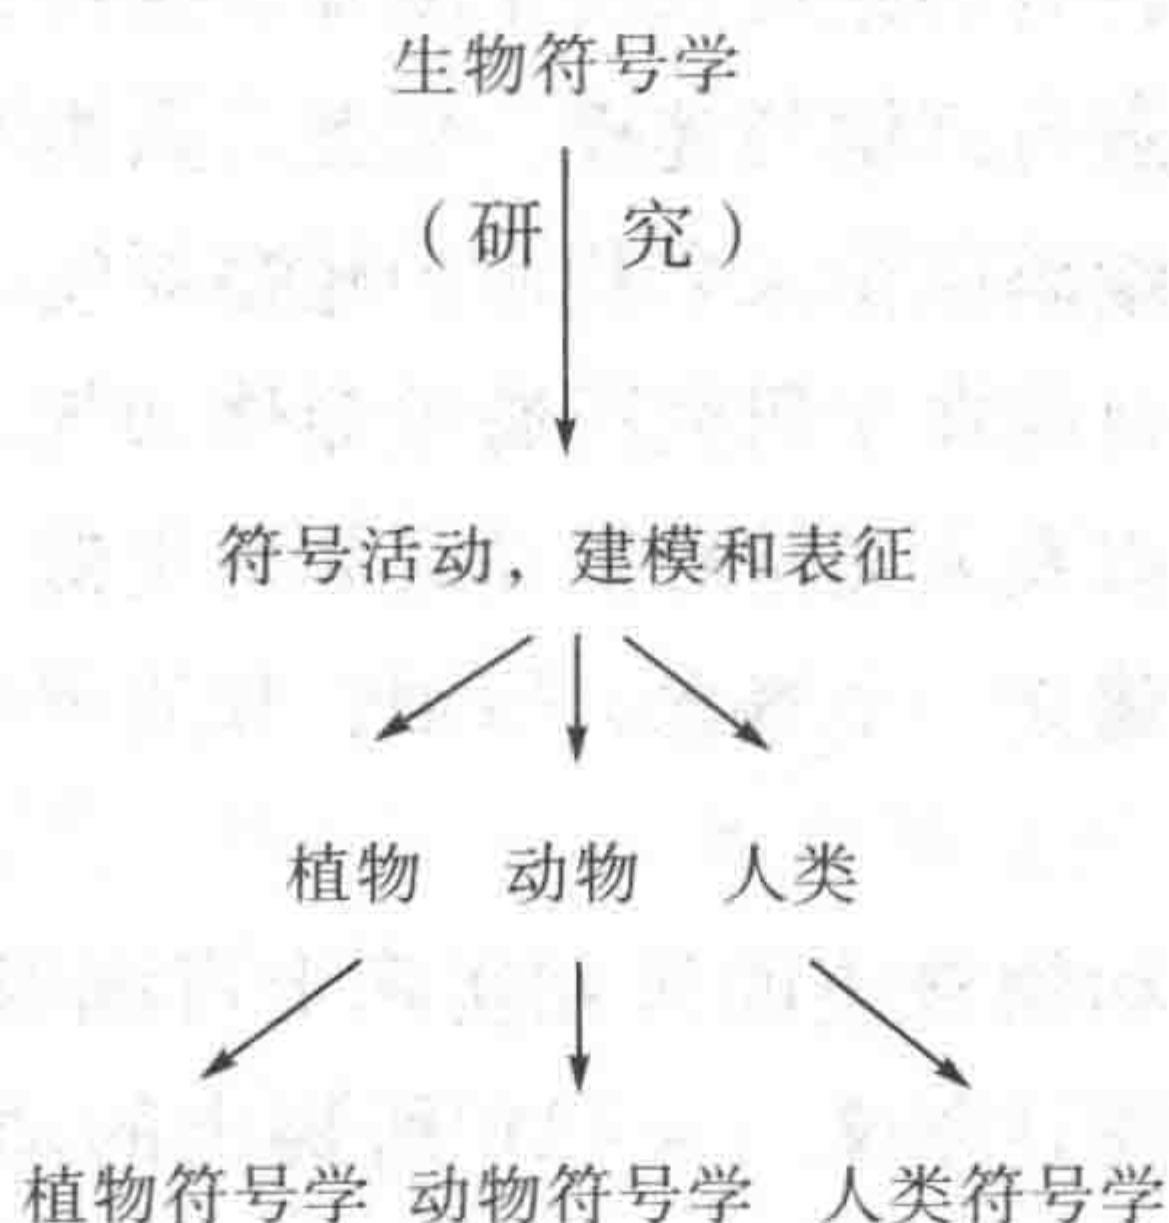 生物符号学
（研 究）
符号活动，建模和表征
植物 动物 人类
植物符号学 动物符号学 人类符号学